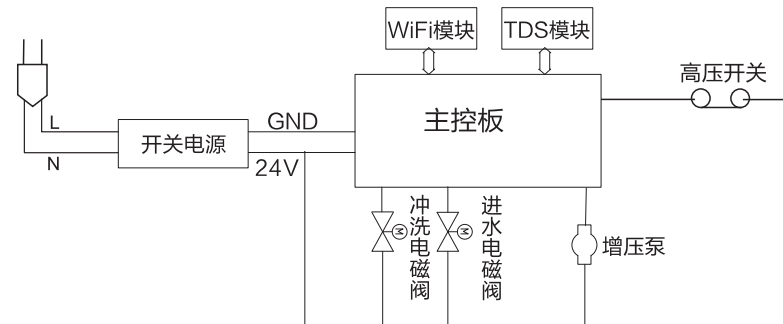 WiFi模块
TDS模块
高压开关
L
GND
主控板
开关电源
N
24V
冲洗电磁阀
M
进水电磁阀
M
增压泵